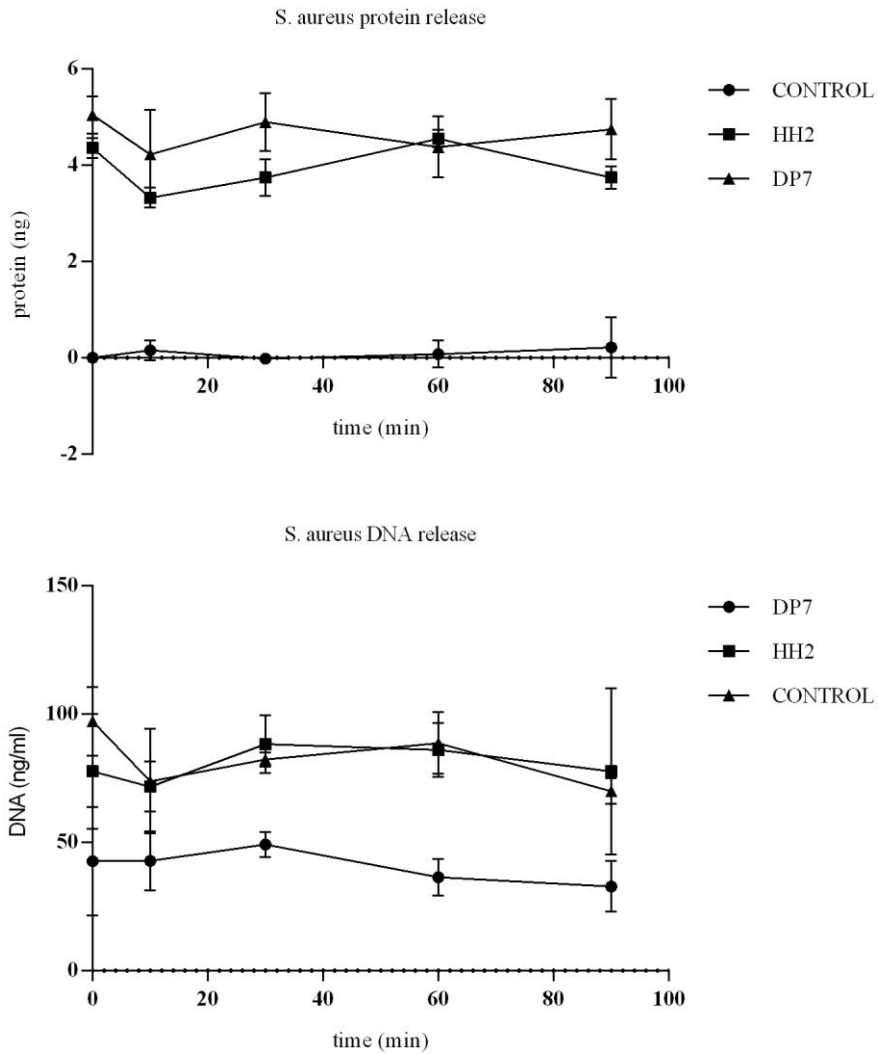 S. aureus protein release
6
4
2
0
-2
20 40 60 80 100
protein (ng)
time (min)
CONTROL
HH2
DP7
S. aureus DNA release
150
100
50
0
0 20 40 60 80 100
DNA (ng/ml)
time (min)
DP7
HH2
CONTROL